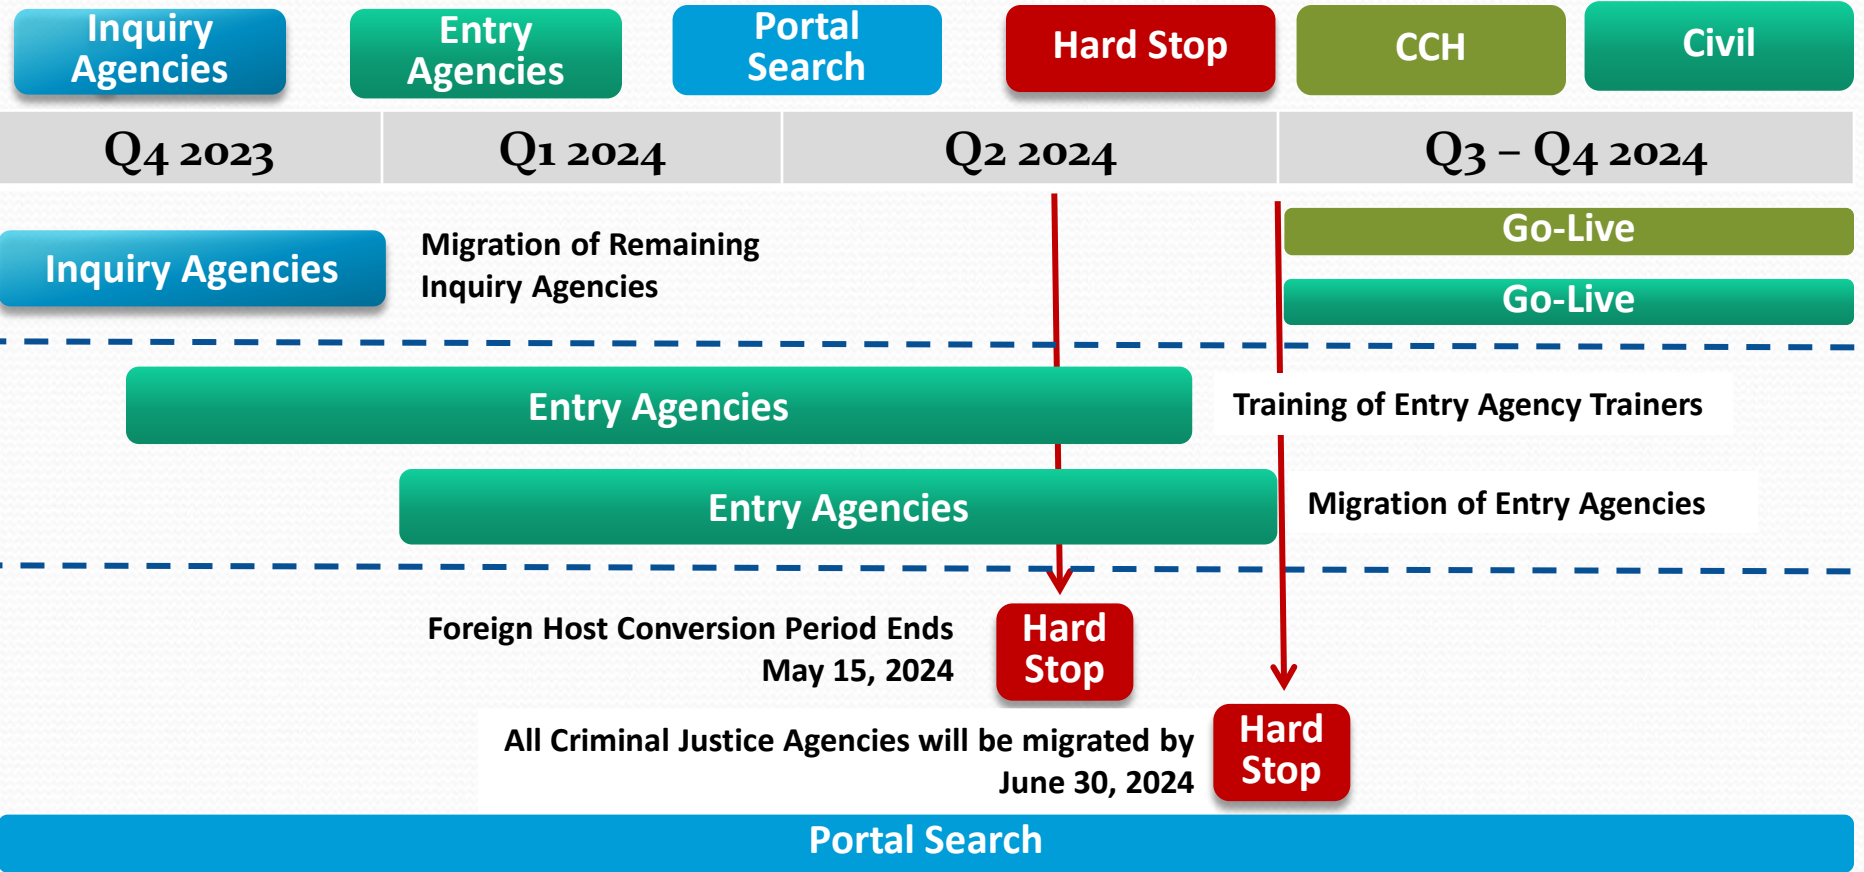 Inquiry
Agencies
Entry
Agencies
Portal
Search
Hard Stop
CCH
Civil
Q4 2023
Q1 2024
Q2 2024
Q3 – Q4 2024
Inquiry Agencies
Migration of Remaining
Inquiry Agencies
Go-Live
Go-Live
Entry Agencies
Training of Entry Agency Trainers
Entry Agencies
Migration of Entry Agencies
Foreign Host Conversion Period Ends
May 15, 2024
Hard
Stop
All Criminal Justice Agencies will be migrated by
June 30, 2024
Hard
Stop
Portal Search